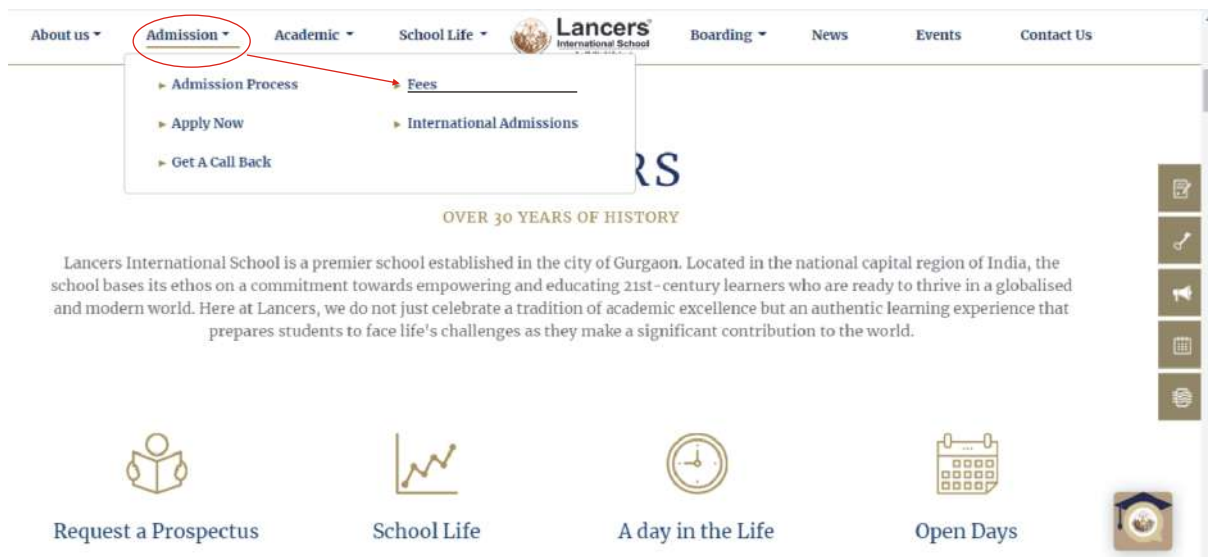 About us Admission Academic School Life Lancers International School Boarding News Events Contact Us
Admission Process Fees
Apply Now International Admissions
Get A Call Back
RS
OVER 30 YEARS OF HISTORY
Lancers International School is a premier school established in the city of Gurgaon. Located in the national capital region of India, the
school bases its ethos on a commitment towards empowering and educating 21st-century learners who are ready to thrive in a globalised
and modern world. Here at Lancers, we do not just celebrate a tradition of academic excellence but an authentic learning experience that
prepares students to face life's challenges as they make a significant contribution to the world.
Request a Prospectus School Life A day in the Life Open Days